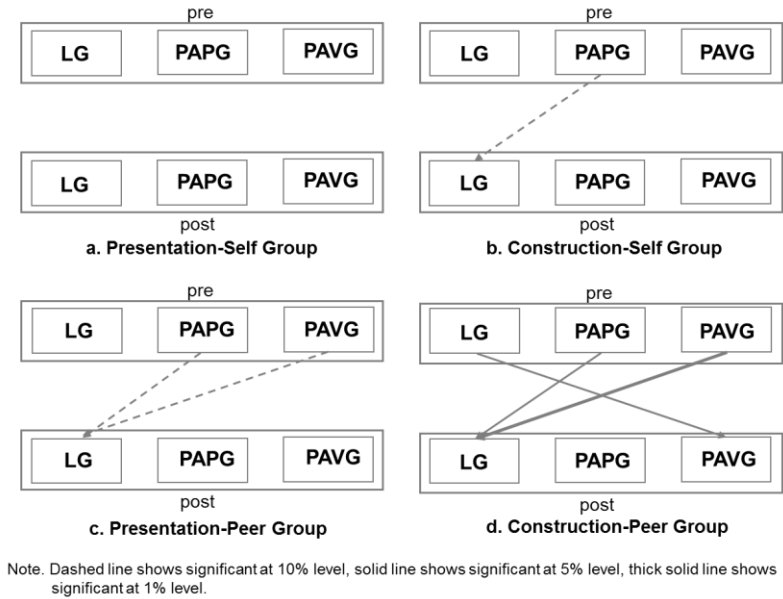 pre
pre
LG PAPG PAVG
LG PAPG PAVG
LG PAPG PAVG
LG PAPG PAVG
post
post
a. Presentation-Self Group
b. Construction-Self Group
pre
pre
LG PAPG PAVG
LG PAPG PAVG
LG PAPG PAVG
LG PAPG PAVG
post
post
c. Presentation-Peer Group
d. Construction-Peer Group
Note. Dashed line shows significant at 10% level, solid line shows significant at 5% level, thick solid line shows
significant at 1% level.